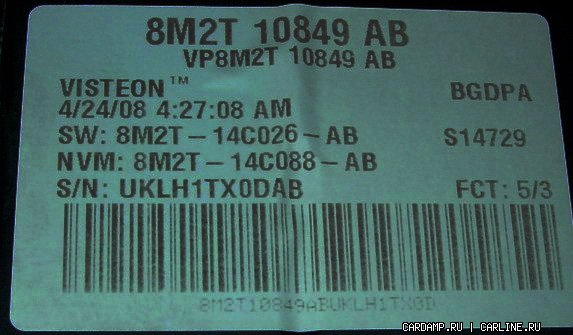 8M2T 10849 AB
VP8M2T 10849 AB
VISTEON™ BGDPA
4/24/08 4:27:08 AM
SW: 8M2T-14C026-AB S14729
NVM: 8M2T-14C088-AB
S/N: UKLH1TX0DAB FCT: 5/3
8M2T10849ABUKLH1TX0D
CARDAMP.RU | CARLINE.RU